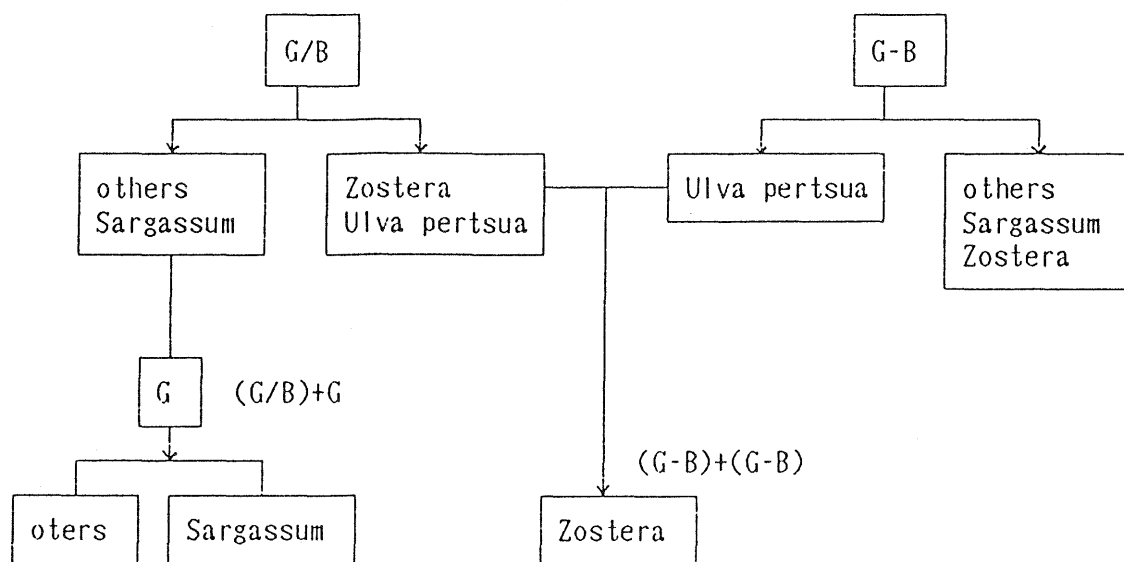 G/B
G-B
others
Sargassum
Zostera
Ulva pertsua
Ulva pertsua
others
Sargassum
Zostera
G
(G/B)+G
(G-B)+(G-B)
oters
Sargassum
Zostera